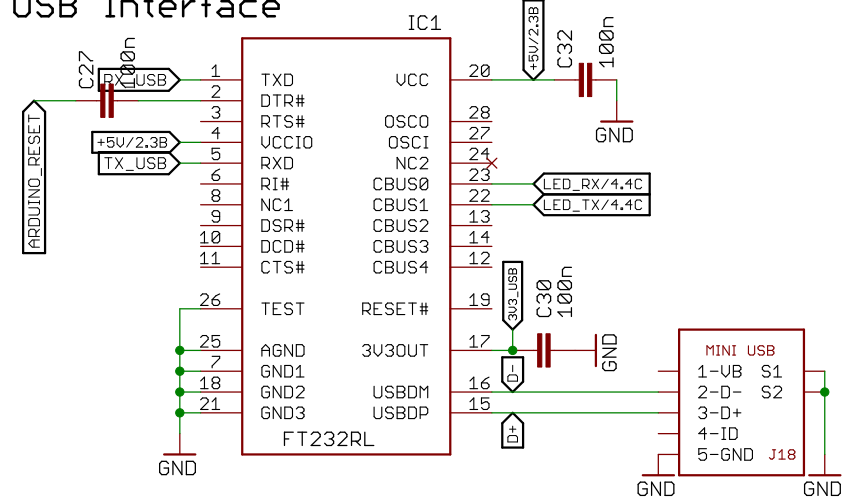 USB Interface
IC1
C27
100n
RX_USB
ARDUINO_RESET
+5V/2.3B
TX_USB
1 TXD
2 DTR#
3 RTS#
4 VCCIO
5 RXD
6 RI#
8 NC1
9 DSR#
10 DCD#
11 CTS#
26 TEST
25 AGND
7 GND1
18 GND2
21 GND3
GND
VCC 20
OSCO 28
OSCI 27
NC2 24
CBUS0 23
CBUS1 22
CBUS2 13
CBUS3 14
CBUS4 12
RESET# 19
3V3OUT 17
USBDM 16
USBDP 15
FT232RL
+5V/2.3B
C32
100n
GND
LED_RX/4.4C
LED_TX/4.4C
3V3_USB
C30
100n
GND
D-
D+
MINI USB
1-VB S1
2-D- S2
3-D+
4-ID
5-GND J18
GND
GND